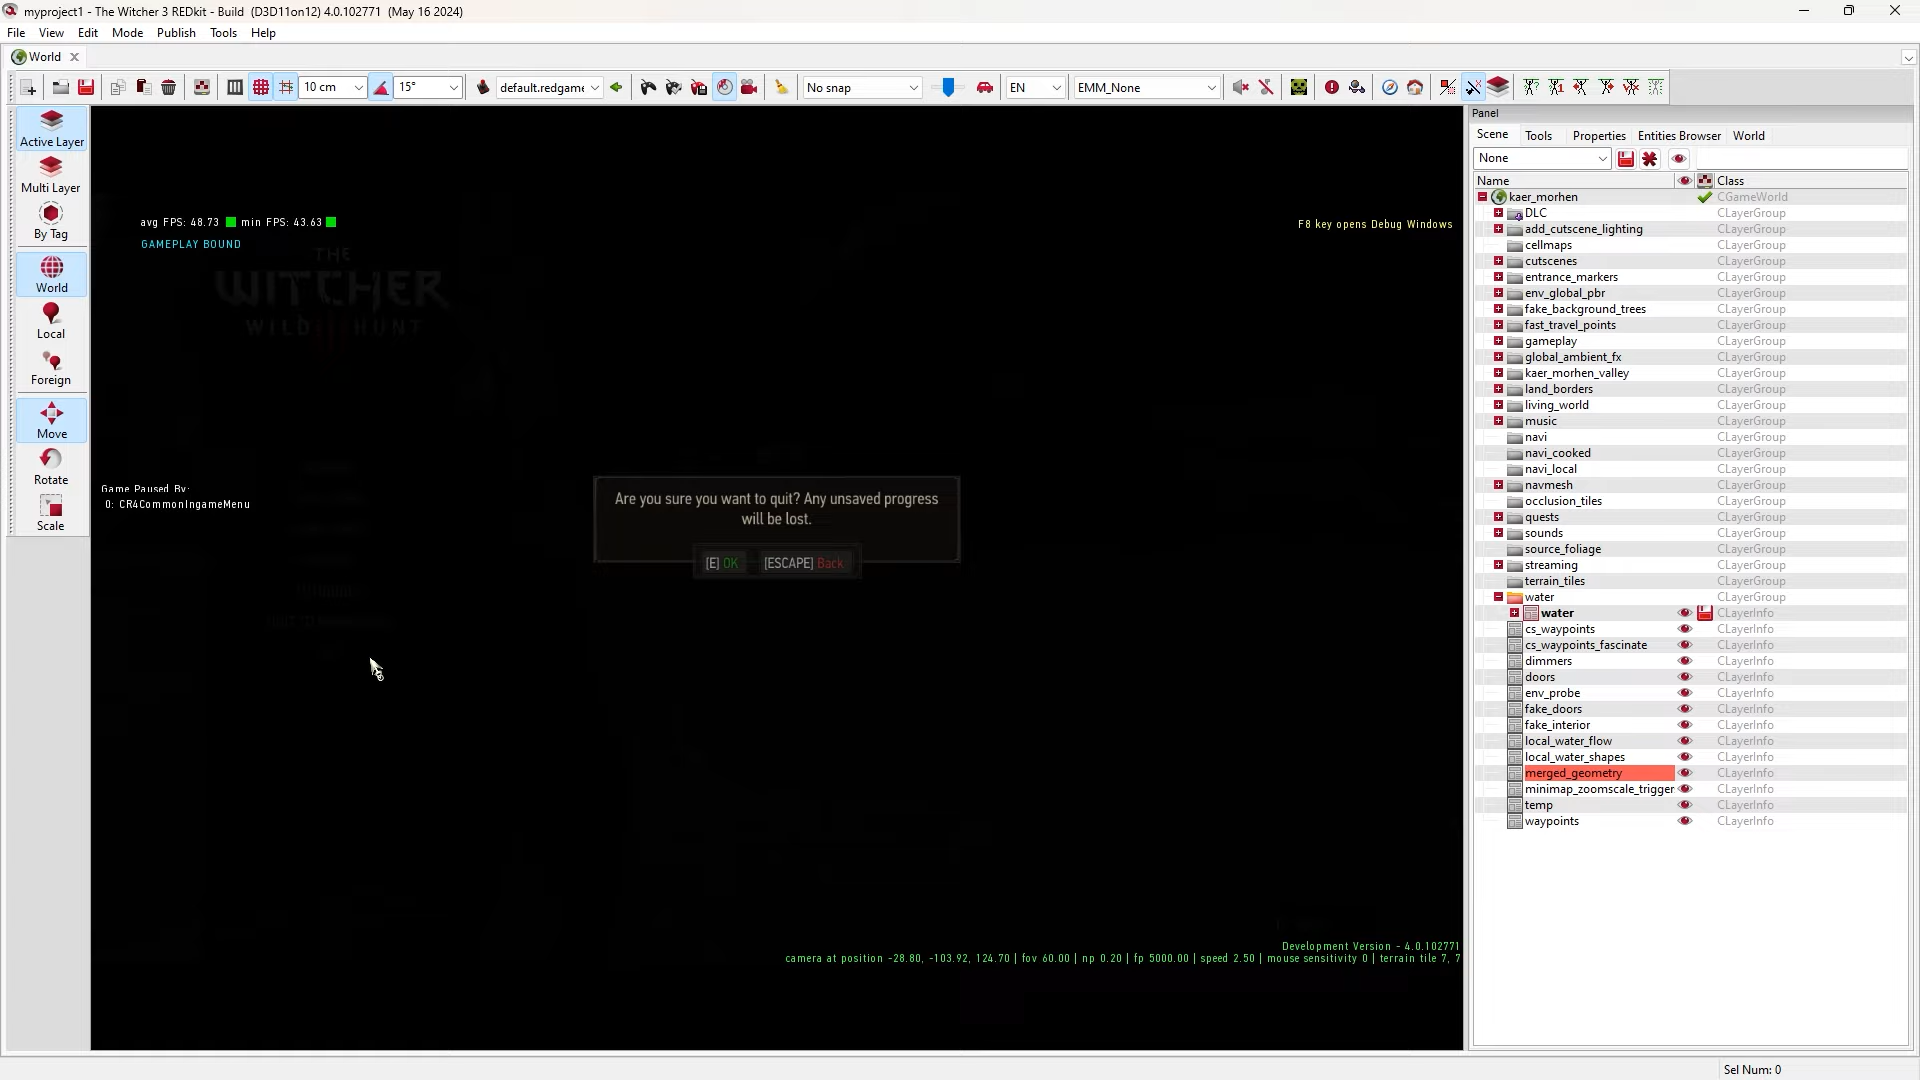 myproject1 - The Witcher 3 REDkit - Build  (D3D11on12) 4.0.102771  (May 16 2024)
File View Edit Mode Publish Tools Help
World
10 cm 15° default.redgame No snap EN EMM_None
Active Layer
Multi Layer
By Tag
World
Local
Foreign
Move
Rotate
Scale
avg FPS: 48.73 min FPS: 43.63
GAMEPLAY BOUND
F8 key opens Debug Windows
THE
WITCHER
WILD HUNT
Game Paused By:
0: CR4CommonIngameMenu
Are you sure you want to quit? Any unsaved progress
will be lost.
[E] OK [ESCAPE] Back
Development Version - 4.0.102771
camera at position -28.80, -103.92, 124.70 | fov 60.00 | np 0.20 | fp 5000.00 | speed 2.50 | mouse sensitivity 0 | terrain tile 7, 7
Panel
Scene Tools Properties Entities Browser World
None
Name Class
kaer_morhen CGameWorld
DLC CLayerGroup
add_cutscene_lighting CLayerGroup
cellmaps CLayerGroup
cutscenes CLayerGroup
entrance_markers CLayerGroup
env_global_pbr CLayerGroup
fake_background_trees CLayerGroup
fast_travel_points CLayerGroup
gameplay CLayerGroup
global_ambient_fx CLayerGroup
kaer_morhen_valley CLayerGroup
land_borders CLayerGroup
living_world CLayerGroup
music CLayerGroup
navi CLayerGroup
navi_cooked CLayerGroup
navi_local CLayerGroup
navmesh CLayerGroup
occlusion_tiles CLayerGroup
quests CLayerGroup
sounds CLayerGroup
source_foliage CLayerGroup
streaming CLayerGroup
terrain_tiles CLayerGroup
water CLayerGroup
water CLayerInfo
cs_waypoints CLayerInfo
cs_waypoints_fascinate CLayerInfo
dimmers CLayerInfo
doors CLayerInfo
env_probe CLayerInfo
fake_doors CLayerInfo
fake_interior CLayerInfo
local_water_flow CLayerInfo
local_water_shapes CLayerInfo
merged_geometry CLayerInfo
minimap_zoomscale_trigger CLayerInfo
temp CLayerInfo
waypoints CLayerInfo
Sel Num: 0